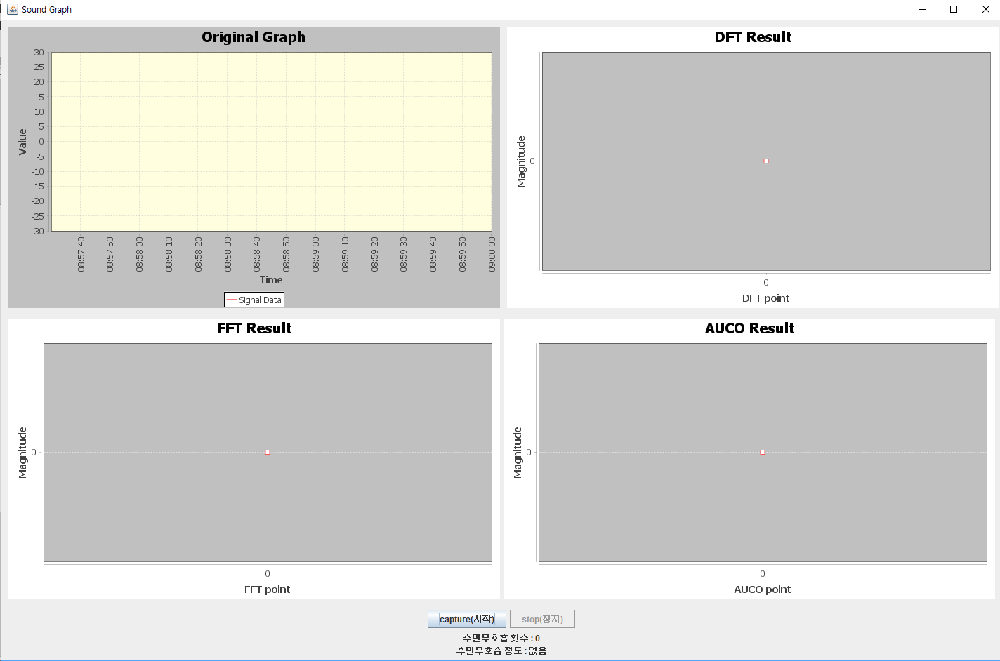 Sound Graph
Original Graph
30
25
20
15
10
5
0
-5
-10
-15
-20
-25
-30
Value
08:57:40
08:57:50
08:58:00
08:58:10
08:58:20
08:58:30
08:58:40
08:58:50
08:59:00
08:59:10
08:59:20
08:59:30
08:59:40
08:59:50
09:00:00
Time
Signal Data
DFT Result
Magnitude
0
0
DFT point
FFT Result
Magnitude
0
0
FFT point
AUCO Result
Magnitude
0
0
AUCO point
capture(시작) stop(정지)
수면무호흡 횟수 : 0
수면무호흡 정도 : 없음